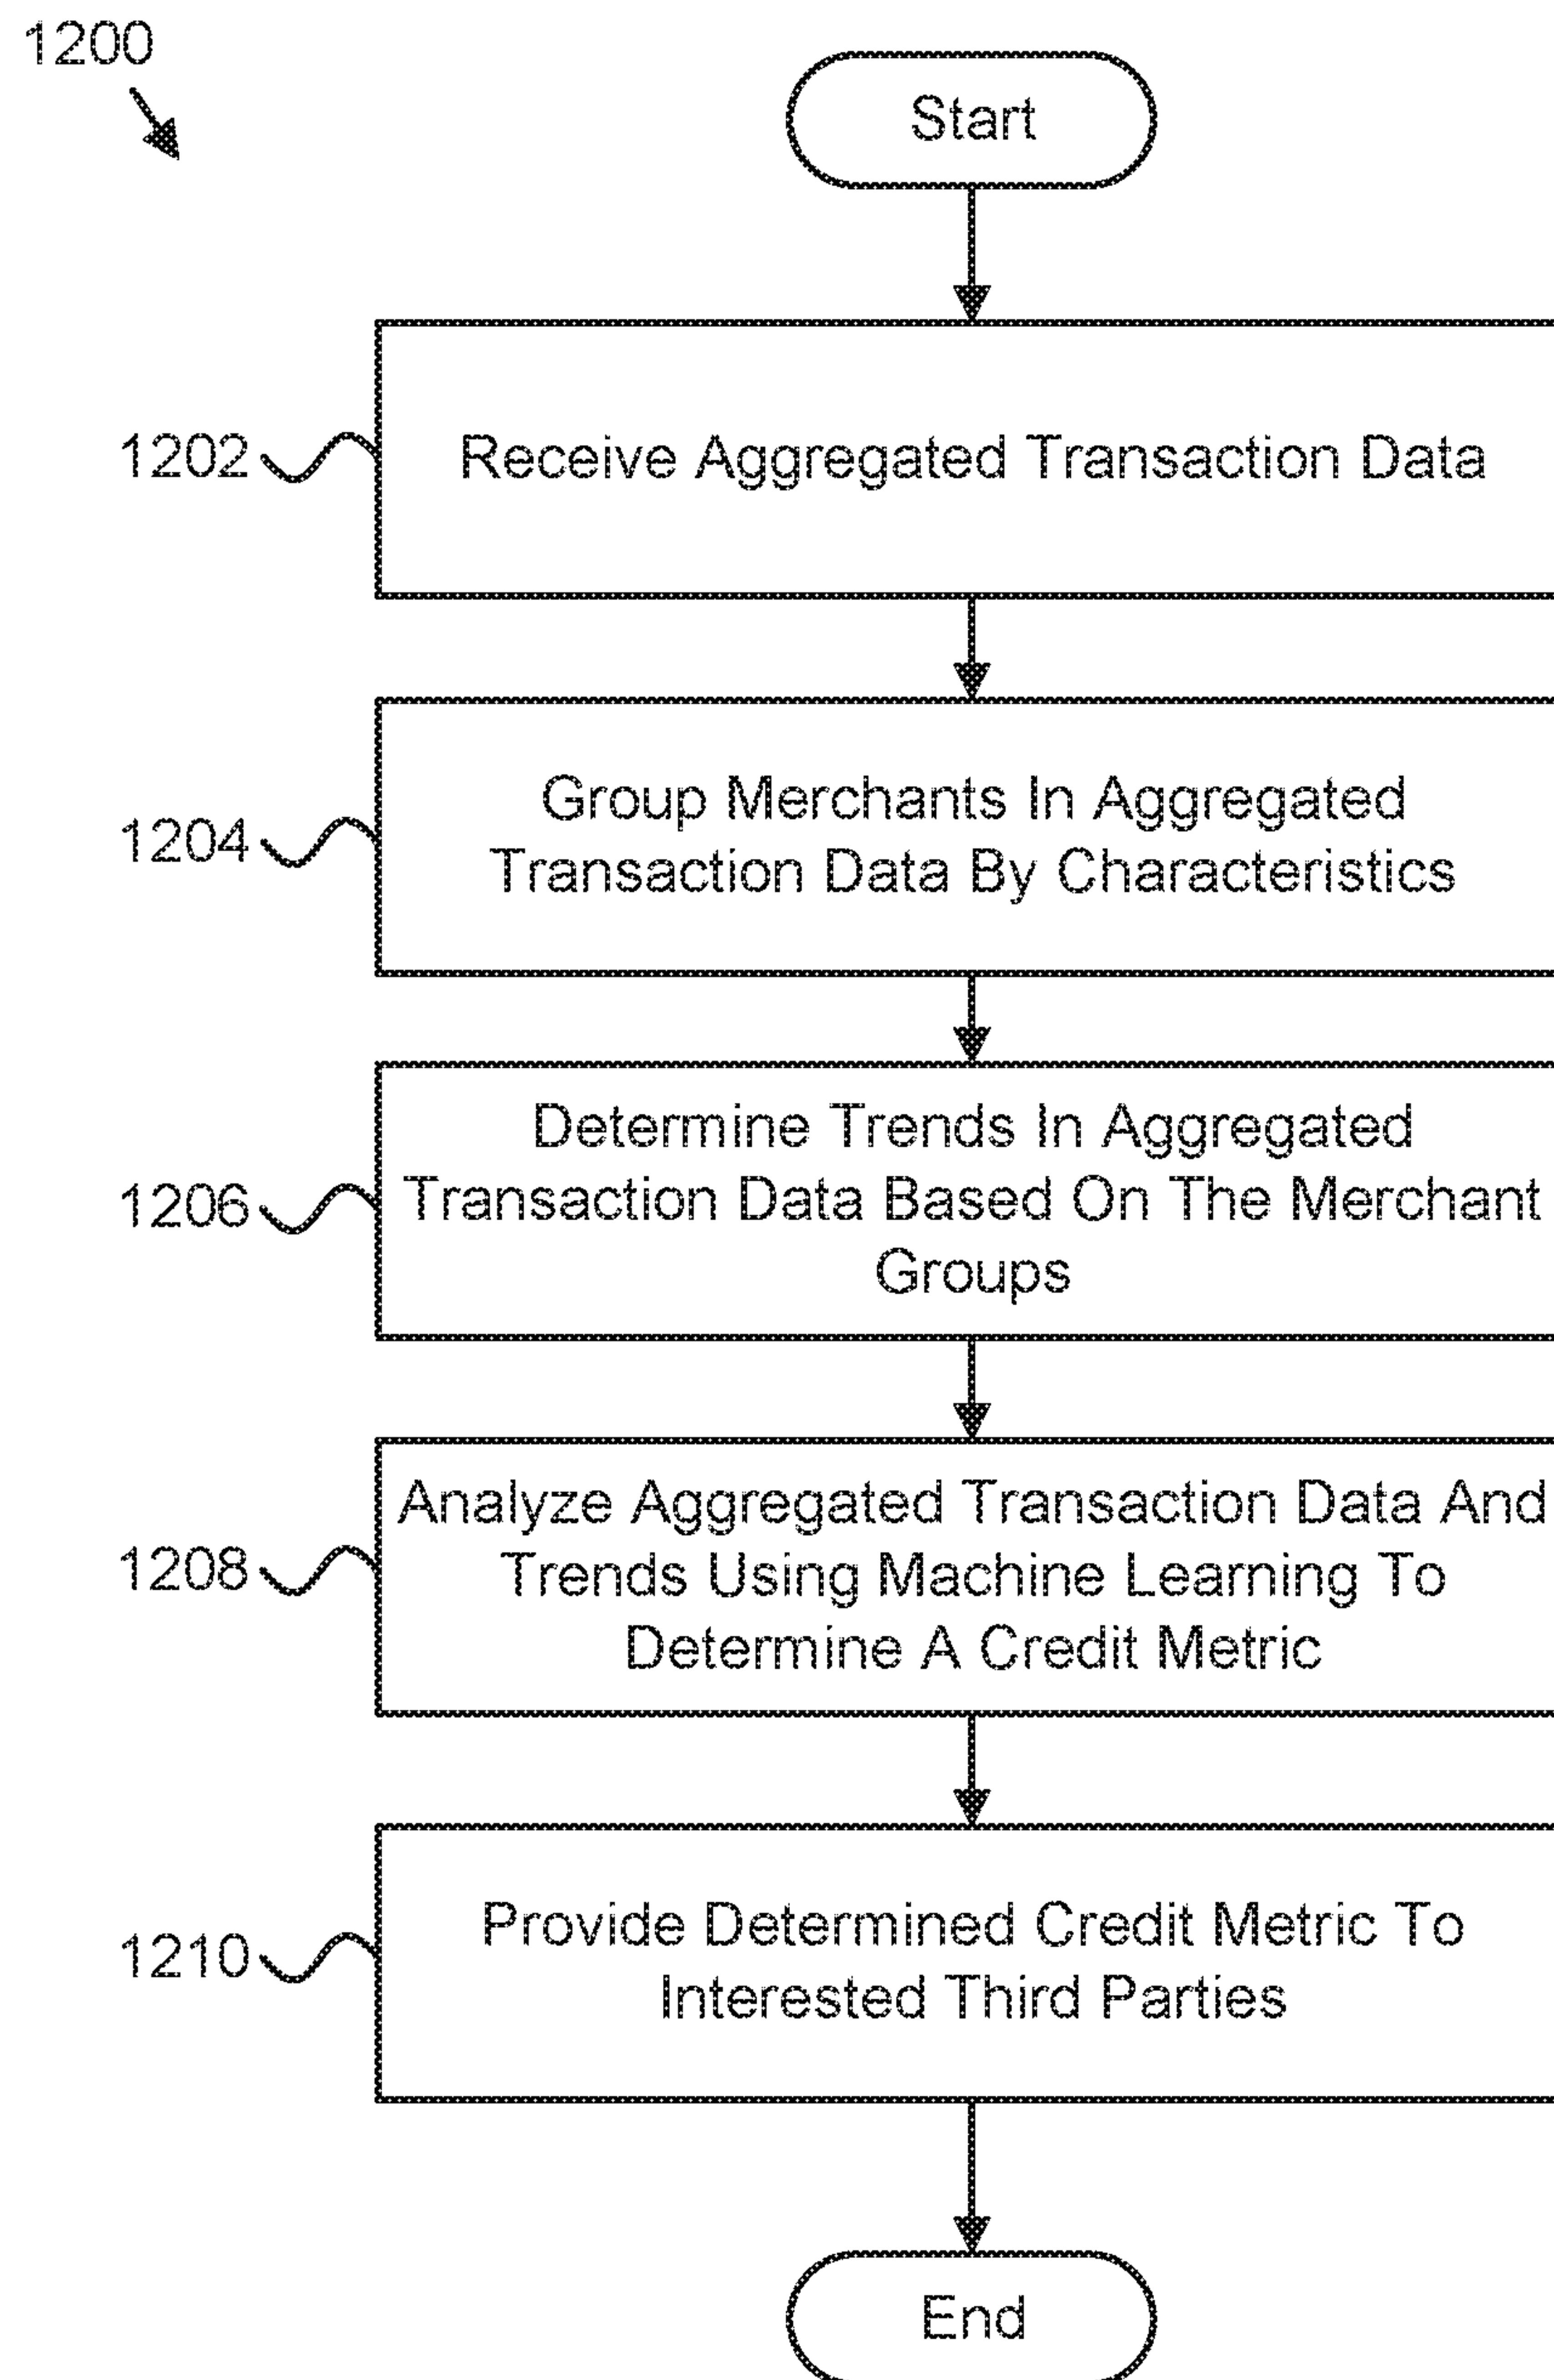 1200
Start
1202
Receive Aggregated Transaction Data
1204
Group Merchants In Aggregated
Transaction Data By Characteristics
1206
Determine Trends In Aggregated
Transaction Data Based On The Merchant
Groups
1208
Analyze Aggregated Transaction Data And
Trends Using Machine Learning To
Determine A Credit Metric
1210
Provide Determined Credit Metric To
Interested Third Parties
End